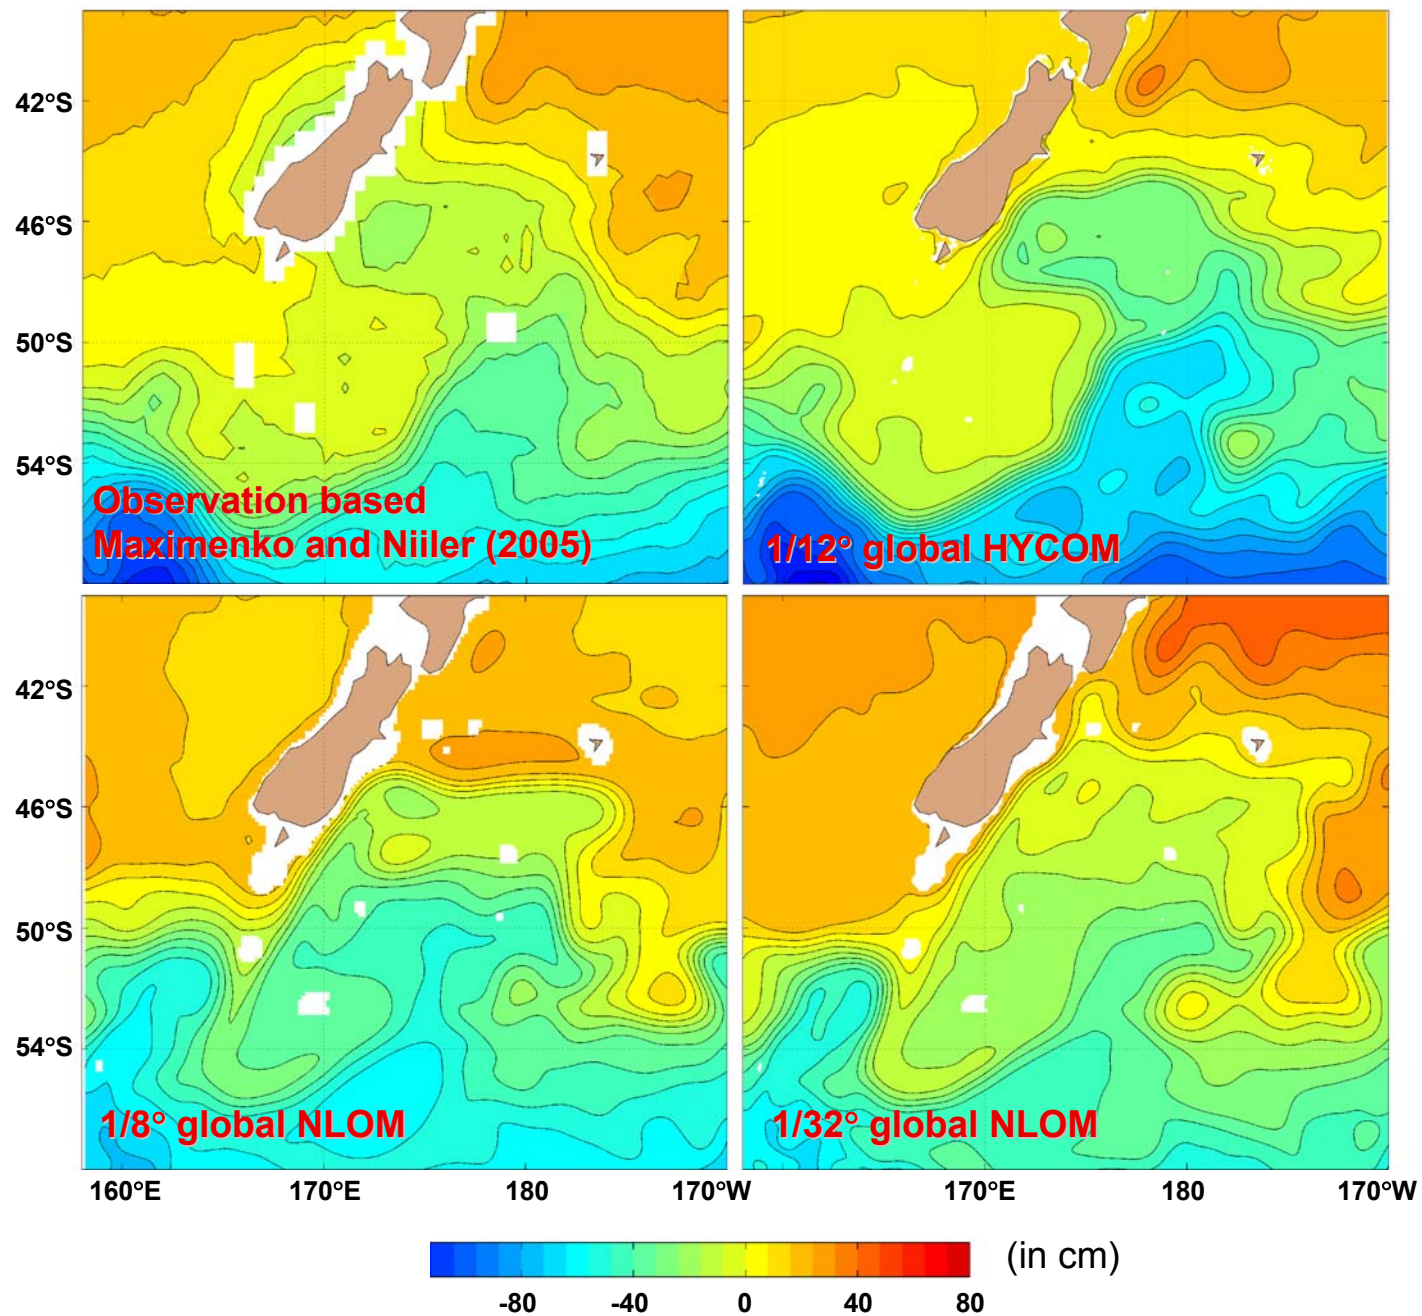 42°S
46°S
50°S
54°S
Observation based
Maximenko and Niiler (2005)
1/12° global HYCOM
42°S
46°S
50°S
54°S
1/8° global NLOM
1/32° global NLOM
160°E 170°E 180 170°W 170°E 180 170°W
(in cm)
-80 -40 0 40 80